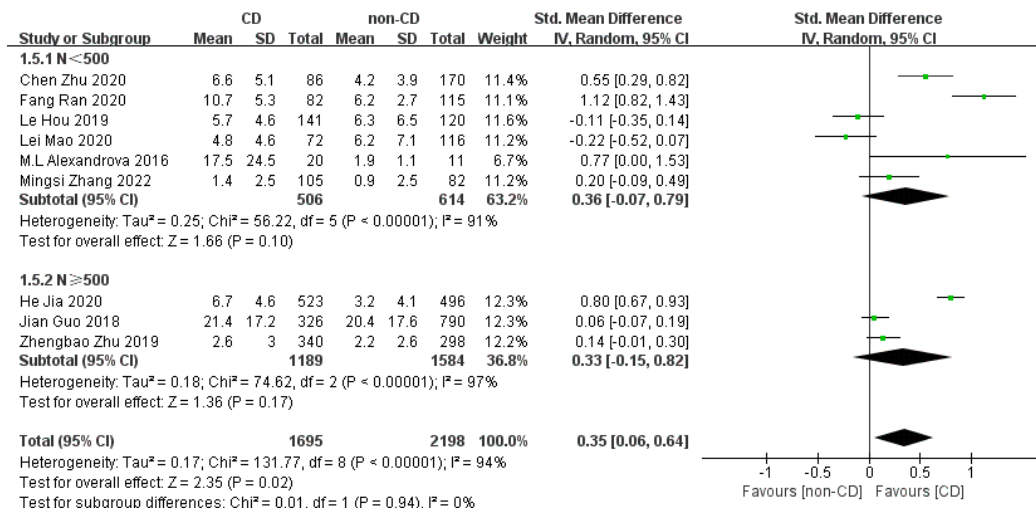 CD non-CD Std. Mean Difference Std. Mean Difference
Study or Subgroup Mean SD Total Mean SD Total Weight IV, Random, 95% CI IV, Random, 95% CI
1.5.1 N＜500
Chen Zhu 2020 6.6 5.1 86 4.2 3.9 170 11.4% 0.55 [0.29, 0.82]
Fang Ran 2020 10.7 5.3 82 6.2 2.7 115 11.1% 1.12 [0.82, 1.43]
Le Hou 2019 5.7 4.6 141 6.3 6.5 120 11.6% -0.11 [-0.35, 0.14]
Lei Mao 2020 4.8 4.6 72 6.2 7.1 116 11.2% -0.22 [-0.52, 0.07]
M.L Alexandrova 2016 17.5 24.5 20 1.9 1.1 11 6.7% 0.77 [0.00, 1.53]
Mingsi Zhang 2022 1.4 2.5 105 0.9 2.5 82 11.2% 0.20 [-0.09, 0.49]
Subtotal (95% CI) 506 614 63.2% 0.36 [-0.07, 0.79]
Heterogeneity: Tau² = 0.25; Chi² = 56.22, df = 5 (P < 0.00001); I² = 91%
Test for overall effect: Z = 1.66 (P = 0.10)
1.5.2 N≥500
He Jia 2020 6.7 4.6 523 3.2 4.1 496 12.3% 0.80 [0.67, 0.93]
Jian Guo 2018 21.4 17.2 326 20.4 17.6 790 12.3% 0.06 [-0.07, 0.19]
Zhengbao Zhu 2019 2.6 3 340 2.2 2.6 298 12.2% 0.14 [-0.01, 0.30]
Subtotal (95% CI) 1189 1584 36.8% 0.33 [-0.15, 0.82]
Heterogeneity: Tau² = 0.18; Chi² = 74.62, df = 2 (P < 0.00001); I² = 97%
Test for overall effect: Z = 1.36 (P = 0.17)
Total (95% CI) 1695 2198 100.0% 0.35 [0.06, 0.64]
Heterogeneity: Tau² = 0.17; Chi² = 131.77, df = 8 (P < 0.00001); I² = 94%
Test for overall effect: Z = 2.35 (P = 0.02)
Test for subgroup differences: Chi² = 0.01, df = 1 (P = 0.94), I² = 0%
-1 -0.5 0 0.5 1
Favours [non-CD] Favours [CD]